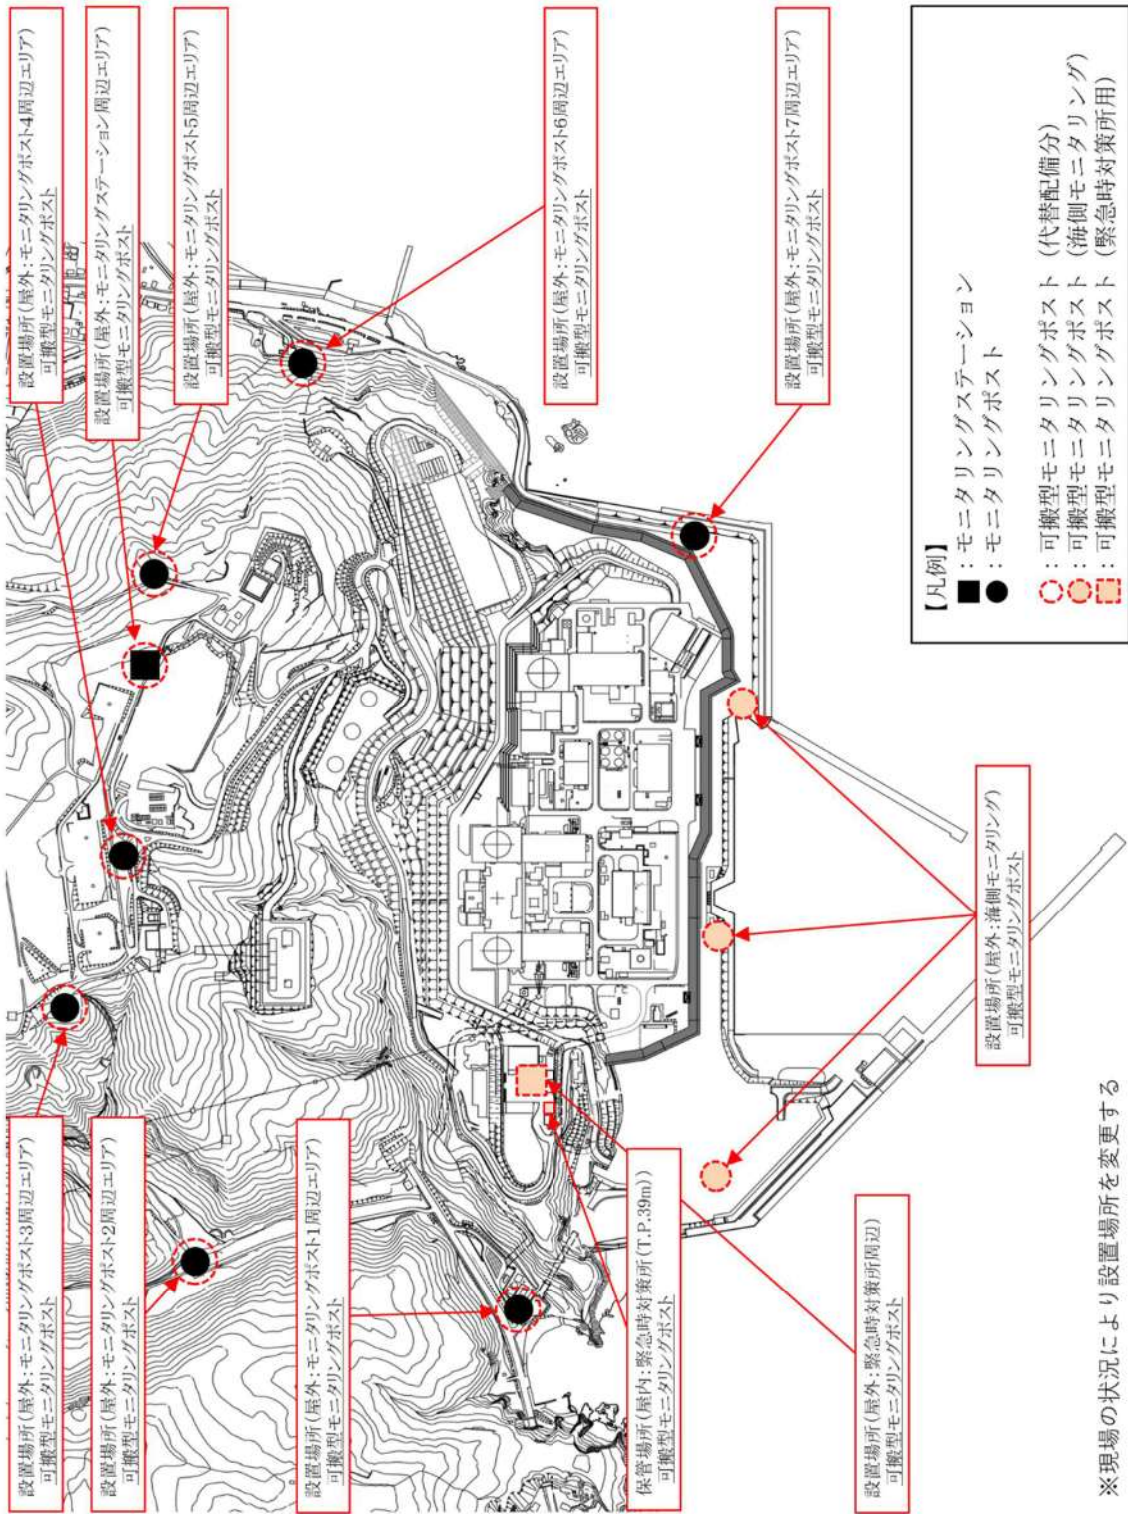 設置場所(屋外:モニタリングポスト3周辺エリア)
可搬型モニタリングポスト
設置場所(屋外:モニタリングポスト2周辺エリア)
可搬型モニタリングポスト
設置場所(屋外:モニタリングポスト1周辺エリア)
可搬型モニタリングポスト
保管場所(屋内:緊急時対策所(T.P.39m))
可搬型モニタリングポスト
設置場所(屋外:緊急時対策所周辺)
可搬型モニタリングポスト
設置場所(屋外:モニタリングポスト4周辺エリア)
可搬型モニタリングポスト
設置場所(屋外:モニタリングステーション周辺エリア)
可搬型モニタリングポスト
設置場所(屋外:モニタリングポスト5周辺エリア)
可搬型モニタリングポスト
設置場所(屋外:モニタリングポスト6周辺エリア)
可搬型モニタリングポスト
設置場所(屋外:モニタリングポスト7周辺エリア)
可搬型モニタリングポスト
設置場所(屋外:海側モニタリング)
可搬型モニタリングポスト
【凡例】
:モニタリングステーション
:モニタリングポスト
:可搬型モニタリングポスト(代替配備分)
:可搬型モニタリングポスト(海側モニタリング)
:可搬型モニタリングポスト(緊急時対策所用)
※現場の状況により設置場所を変更する